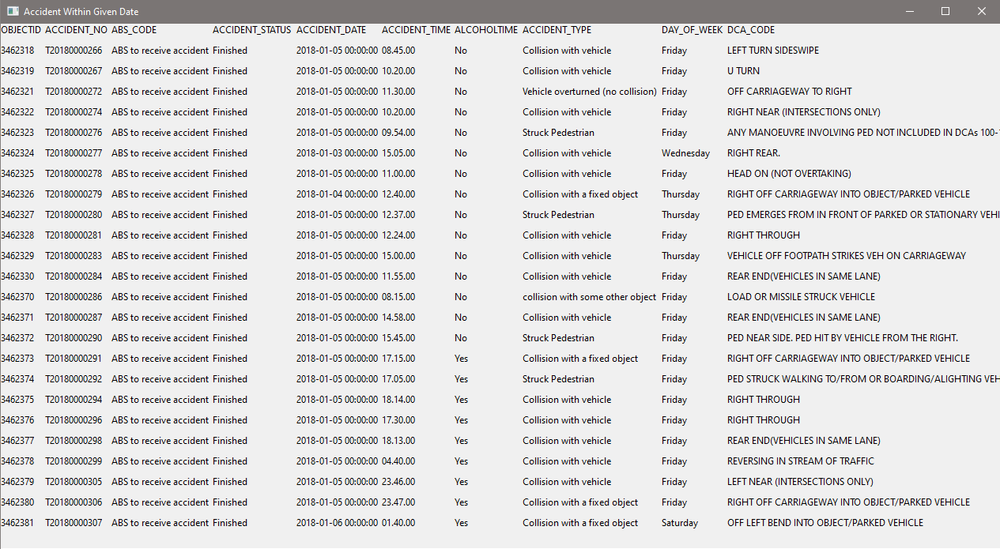 Accident Within Given Date
OBJECTID ACCIDENT_NO ABS_CODE ACCIDENT_STATUS ACCIDENT_DATE ACCIDENT_TIME ALCOHOLTIME ACCIDENT_TYPE DAY_OF_WEEK DCA_CODE
3462318 T20180000266 ABS to receive accident Finished 2018-01-05 00:00:00 08.45.00 No Collision with vehicle Friday LEFT TURN SIDESWIPE
3462319 T20180000267 ABS to receive accident Finished 2018-01-05 00:00:00 10.20.00 No Collision with vehicle Friday U TURN
3462321 T20180000272 ABS to receive accident Finished 2018-01-05 00:00:00 11.30.00 No Vehicle overturned (no collision) Friday OFF CARRIAGEWAY TO RIGHT
3462322 T20180000274 ABS to receive accident Finished 2018-01-05 00:00:00 10.20.00 No Collision with vehicle Friday RIGHT NEAR (INTERSECTIONS ONLY)
3462323 T20180000276 ABS to receive accident Finished 2018-01-05 00:00:00 09.54.00 No Struck Pedestrian Friday ANY MANOEUVRE INVOLVING PED NOT INCLUDED IN DCAs 100-
3462324 T20180000277 ABS to receive accident Finished 2018-01-03 00:00:00 15.05.00 No Collision with vehicle Wednesday RIGHT REAR.
3462325 T20180000278 ABS to receive accident Finished 2018-01-05 00:00:00 11.00.00 No Collision with vehicle Friday HEAD ON (NOT OVERTAKING)
3462326 T20180000279 ABS to receive accident Finished 2018-01-04 00:00:00 12.40.00 No Collision with a fixed object Thursday RIGHT OFF CARRIAGEWAY INTO OBJECT/PARKED VEHICLE
3462327 T20180000280 ABS to receive accident Finished 2018-01-05 00:00:00 12.37.00 No Struck Pedestrian Thursday PED EMERGES FROM IN FRONT OF PARKED OR STATIONARY VEHI
3462328 T20180000281 ABS to receive accident Finished 2018-01-05 00:00:00 12.24.00 No Collision with vehicle Friday RIGHT THROUGH
3462329 T20180000283 ABS to receive accident Finished 2018-01-05 00:00:00 15.00.00 No Collision with vehicle Thursday VEHICLE OFF FOOTPATH STRIKES VEH ON CARRIAGEWAY
3462330 T20180000284 ABS to receive accident Finished 2018-01-05 00:00:00 11.55.00 No Collision with vehicle Friday REAR END(VEHICLES IN SAME LANE)
3462370 T20180000286 ABS to receive accident Finished 2018-01-05 00:00:00 08.15.00 No collision with some other object Friday LOAD OR MISSILE STRUCK VEHICLE
3462371 T20180000287 ABS to receive accident Finished 2018-01-05 00:00:00 14.58.00 No Collision with vehicle Friday REAR END(VEHICLES IN SAME LANE)
3462372 T20180000290 ABS to receive accident Finished 2018-01-05 00:00:00 15.45.00 No Struck Pedestrian Friday PED NEAR SIDE. PED HIT BY VEHICLE FROM THE RIGHT.
3462373 T20180000291 ABS to receive accident Finished 2018-01-05 00:00:00 17.15.00 Yes Collision with a fixed object Friday RIGHT OFF CARRIAGEWAY INTO OBJECT/PARKED VEHICLE
3462374 T20180000292 ABS to receive accident Finished 2018-01-05 00:00:00 17.05.00 Yes Struck Pedestrian Friday PED STRUCK WALKING TO/FROM OR BOARDING/ALIGHTING VEH
3462375 T20180000294 ABS to receive accident Finished 2018-01-05 00:00:00 18.14.00 Yes Collision with vehicle Friday RIGHT THROUGH
3462376 T20180000296 ABS to receive accident Finished 2018-01-05 00:00:00 17.30.00 Yes Collision with vehicle Friday RIGHT THROUGH
3462377 T20180000298 ABS to receive accident Finished 2018-01-05 00:00:00 18.13.00 Yes Collision with vehicle Friday REAR END(VEHICLES IN SAME LANE)
3462378 T20180000299 ABS to receive accident Finished 2018-01-05 00:00:00 04.40.00 Yes Collision with vehicle Friday REVERSING IN STREAM OF TRAFFIC
3462379 T20180000305 ABS to receive accident Finished 2018-01-05 00:00:00 23.46.00 Yes Collision with vehicle Friday LEFT NEAR (INTERSECTIONS ONLY)
3462380 T20180000306 ABS to receive accident Finished 2018-01-05 00:00:00 23.47.00 Yes Collision with a fixed object Friday RIGHT OFF CARRIAGEWAY INTO OBJECT/PARKED VEHICLE
3462381 T20180000307 ABS to receive accident Finished 2018-01-06 00:00:00 01.40.00 Yes Collision with a fixed object Saturday OFF LEFT BEND INTO OBJECT/PARKED VEHICLE